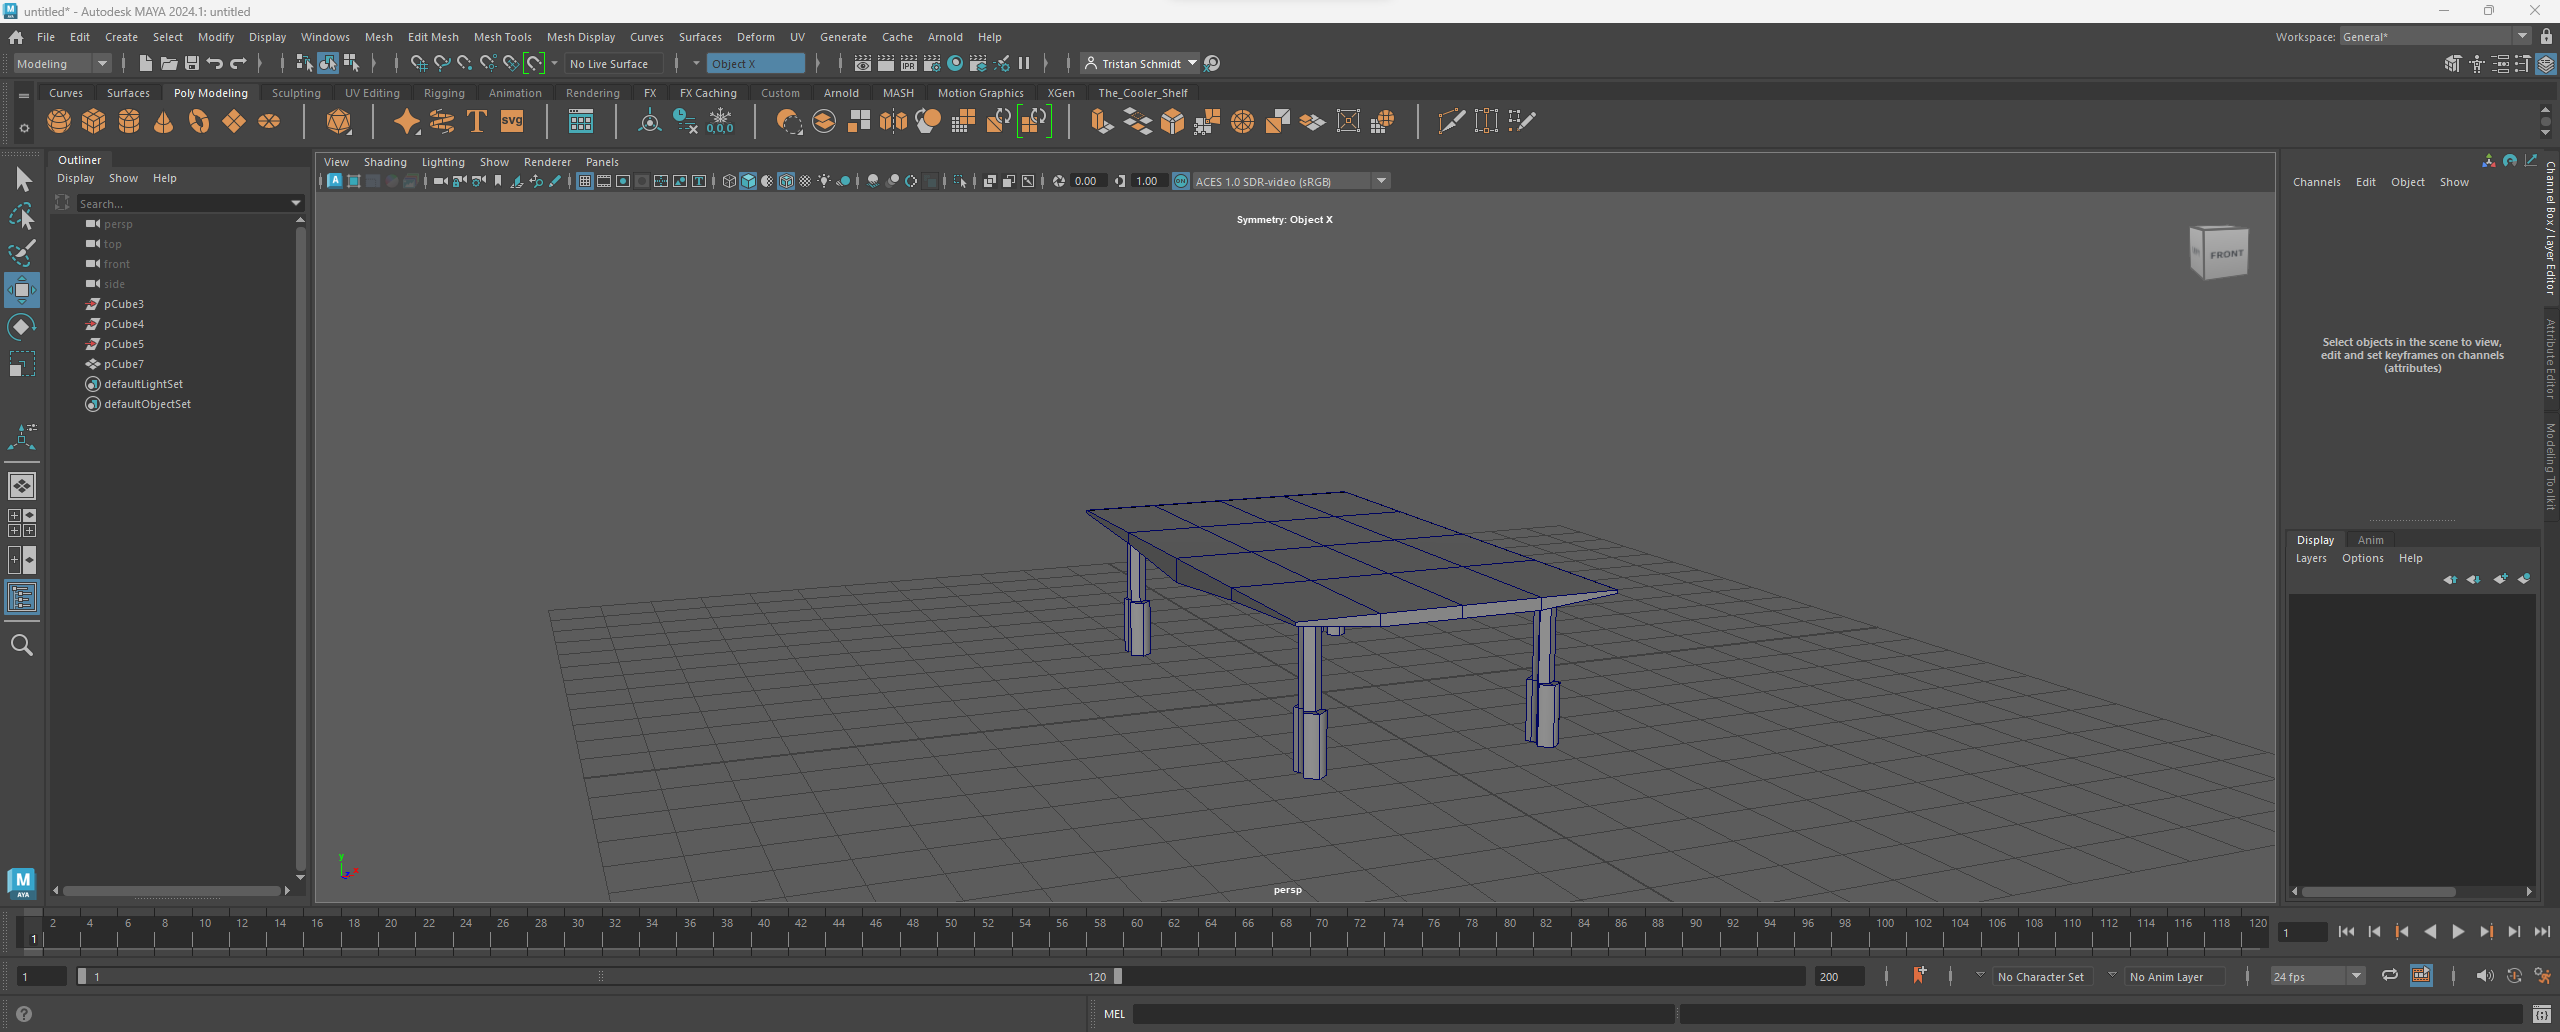 untitled* - Autodesk MAYA 2024.1: untitled
File Edit Create Select Modify Display Windows Mesh Edit Mesh Mesh Tools Mesh Display Curves Surfaces Deform UV Generate Cache Arnold Help
Workspace: General*
Modeling
No Live Surface
Object X
Tristan Schmidt
Curves Surfaces Poly Modeling Sculpting UV Editing Rigging Animation Rendering FX FX Caching Custom Arnold MASH Motion Graphics XGen The_Cooler_Shelf
SVG
0,0,0
Outliner
Display Show Help
Search...
persp
top
front
side
pCube3
pCube4
pCube5
pCube7
defaultLightSet
defaultObjectSet
View Shading Lighting Show Renderer Panels
0.00
1.00
ACES 1.0 SDR-video (sRGB)
Symmetry: Object X
FRONT
persp
y
x
z
Channels Edit Object Show
Select objects in the scene to view,
edit and set keyframes on channels
(attributes)
Channel Box / Layer Editor
Attribute Editor
Modeling Toolkit
Display Anim
Layers Options Help
M
AYA
2 4 6 8 10 12 14 16 18 20 22 24 26 28 30 32 34 36 38 40 42 44 46 48 50 52 54 56 58 60 62 64 66 68 70 72 74 76 78 80 82 84 86 88 90 92 94 96 98 100 102 104 106 108 110 112 114 116 118 120
1
1
1
1
120
200
No Character Set
No Anim Layer
24 fps
MEL